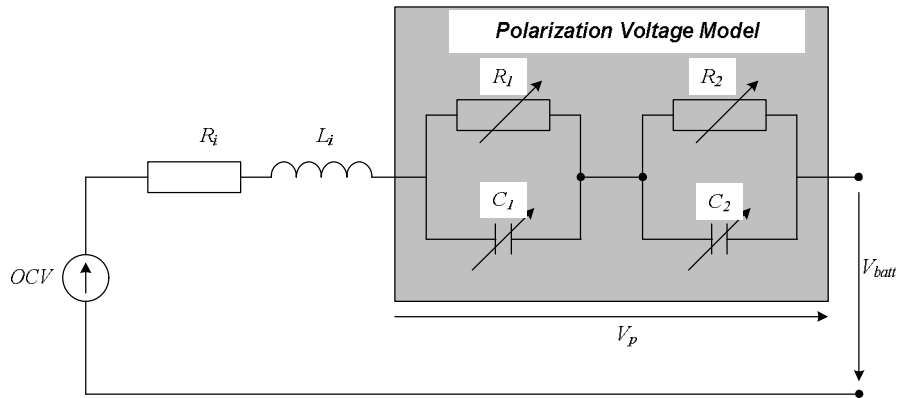 Polarization Voltage Model
R1
R2
Ri
Li
C1
C2
OCV
Vbatt
Vp